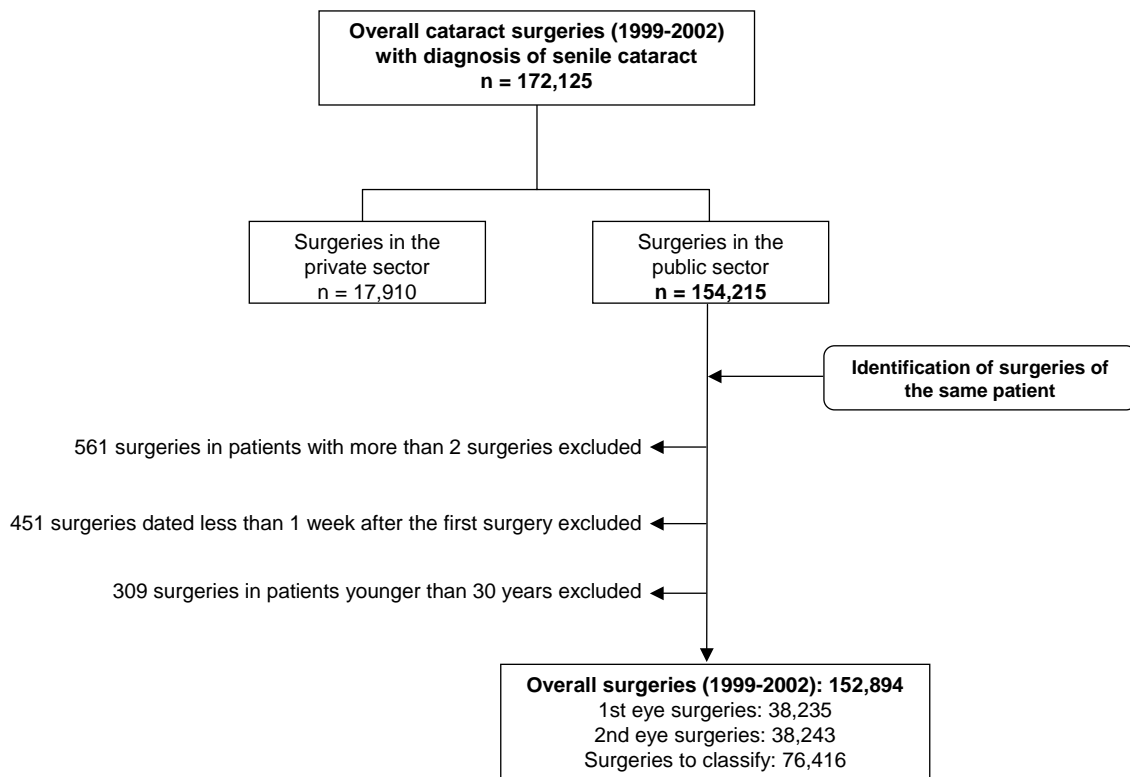 Overall cataract surgeries (1999-2002)
with diagnosis of senile cataract
n = 172,125
Surgeries in the
private sector
n = 17,910
Surgeries in the
public sector
n = 154,215
Identification of surgeries of
the same patient
561 surgeries in patients with more than 2 surgeries excluded
451 surgeries dated less than 1 week after the first surgery excluded
309 surgeries in patients younger than 30 years excluded
Overall surgeries (1999-2002): 152,894
1st eye surgeries: 38,235
2nd eye surgeries: 38,243
Surgeries to classify: 76,416